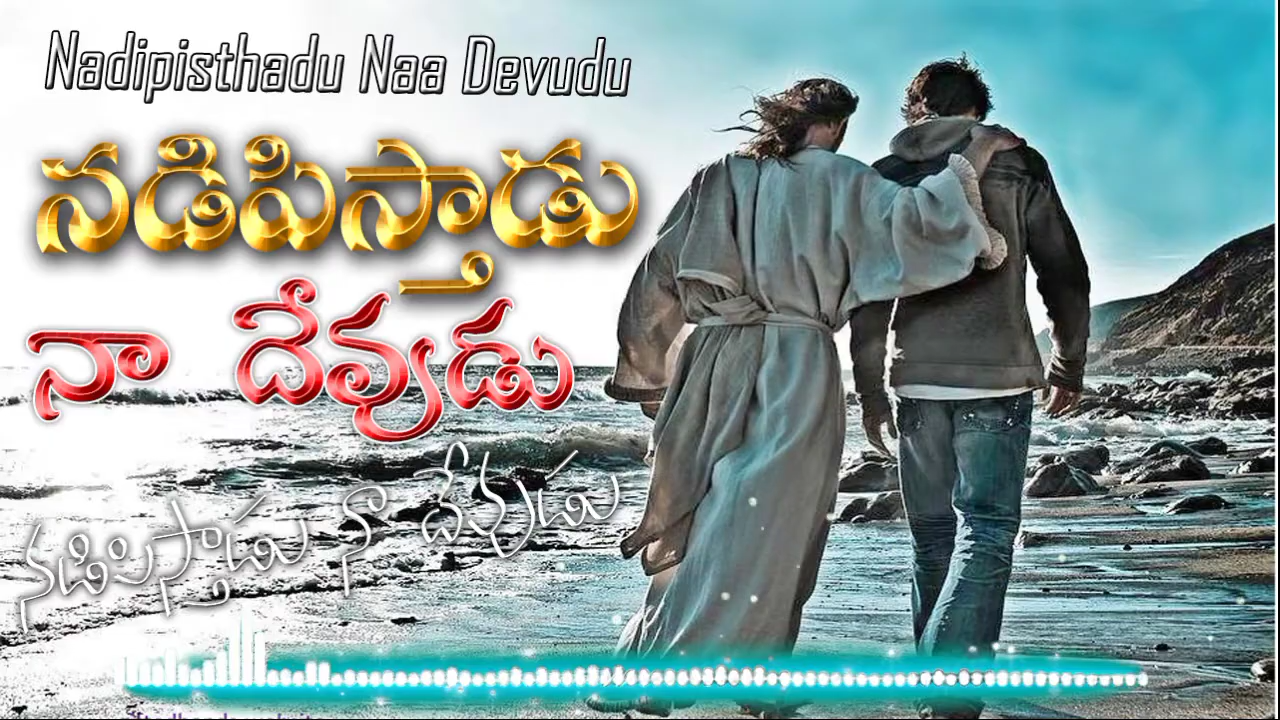 Nadipisthadu Naa Devudu
నడిపిస్తాడు
నా దేవుడు
నడిపిస్తాడు నా దేవుడు